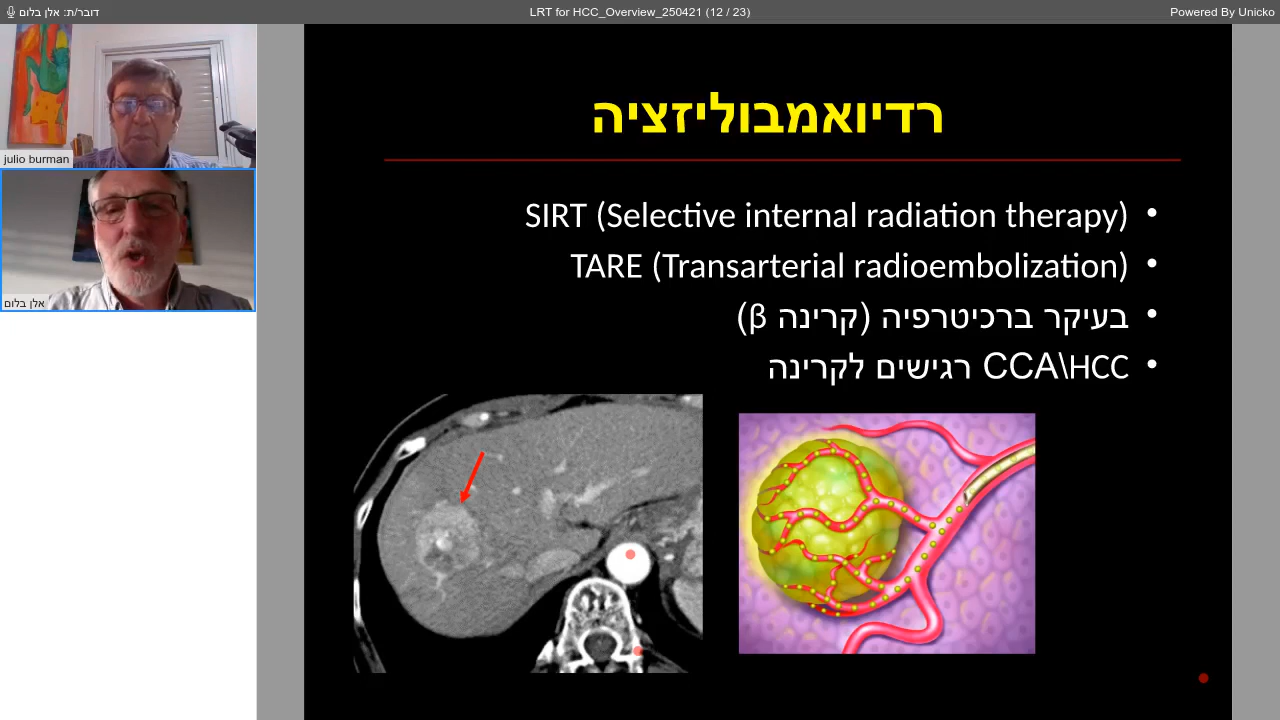 דובר/ת: אלן בלום
LRT for HCC_Overview_250421 (12 / 23)
Powered By Unicko
julio burman
אלן בלום
רדיואמבוליזציה
• SIRT (Selective internal radiation therapy)
• TARE (Transarterial radioembolization)
• בעיקר ברכיטרפיה (קרינה β)
• HCC\CCA רגישים לקרינה